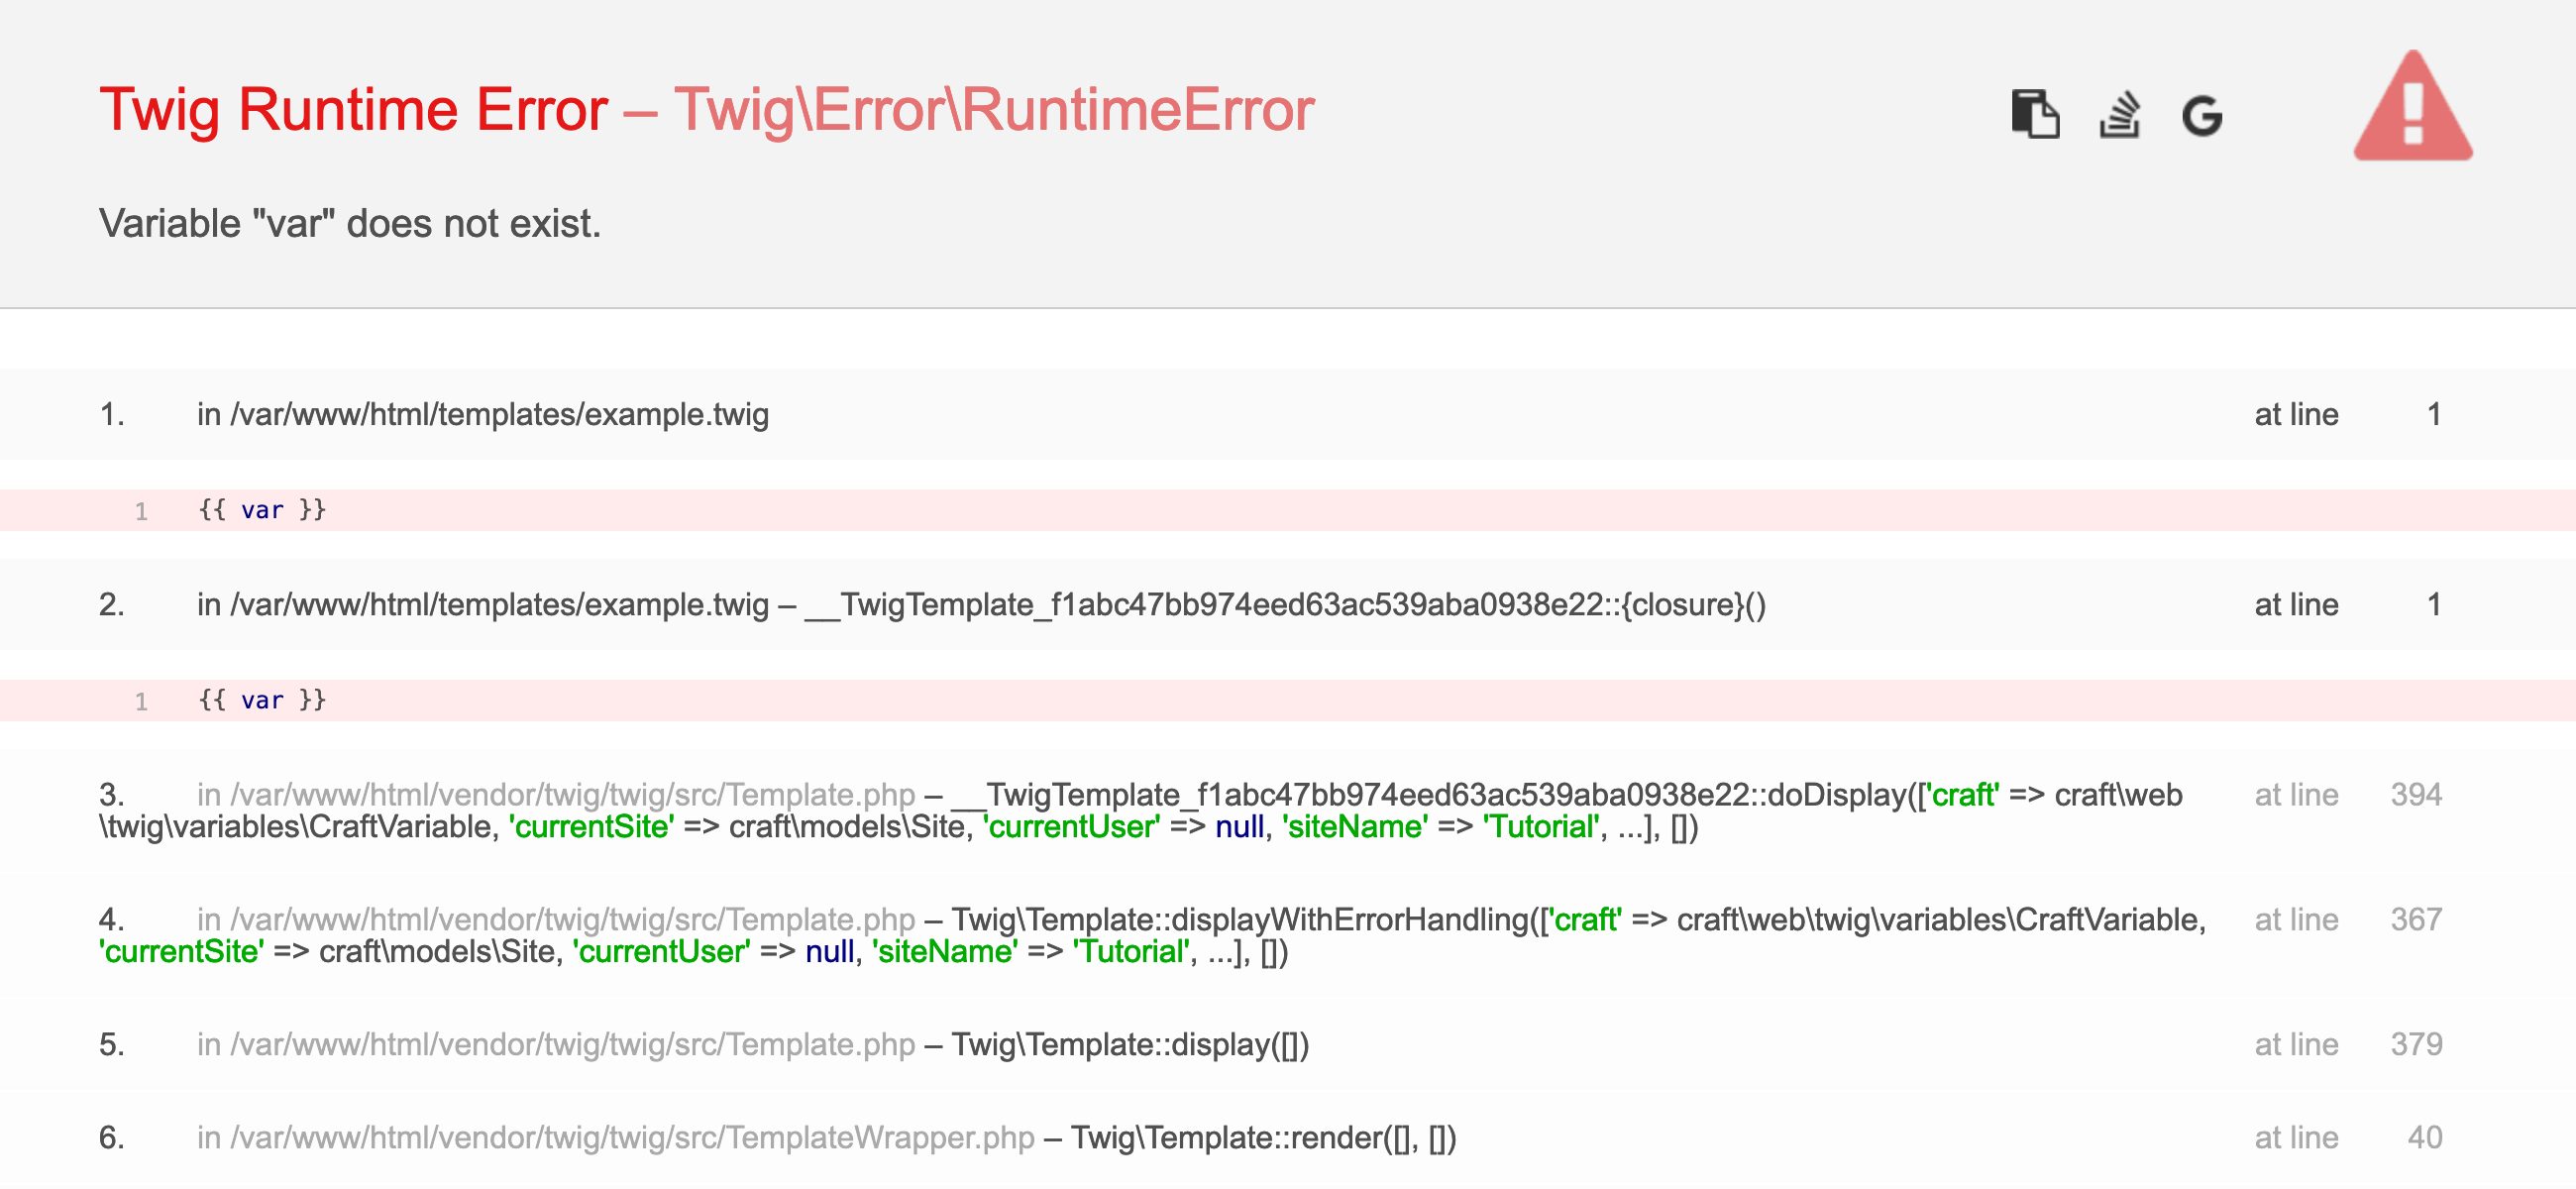 Twig Runtime Error – Twig\Error\RuntimeError
Variable "var" does not exist.
1. in /var/www/html/templates/example.twig at line 1
1 {{ var }}
2. in /var/www/html/templates/example.twig – __TwigTemplate_f1abc47bb974eed63ac539aba0938e22::{closure}() at line 1
1 {{ var }}
3. in /var/www/html/vendor/twig/twig/src/Template.php – __TwigTemplate_f1abc47bb974eed63ac539aba0938e22::doDisplay(['craft' => craft\web at line 394
\twig\variables\CraftVariable, 'currentSite' => craft\models\Site, 'currentUser' => null, 'siteName' => 'Tutorial', ...], [])
4. in /var/www/html/vendor/twig/twig/src/Template.php – Twig\Template::displayWithErrorHandling(['craft' => craft\web\twig\variables\CraftVariable, at line 367
'currentSite' => craft\models\Site, 'currentUser' => null, 'siteName' => 'Tutorial', ...], [])
5. in /var/www/html/vendor/twig/twig/src/Template.php – Twig\Template::display([]) at line 379
6. in /var/www/html/vendor/twig/twig/src/TemplateWrapper.php – Twig\Template::render([], []) at line 40